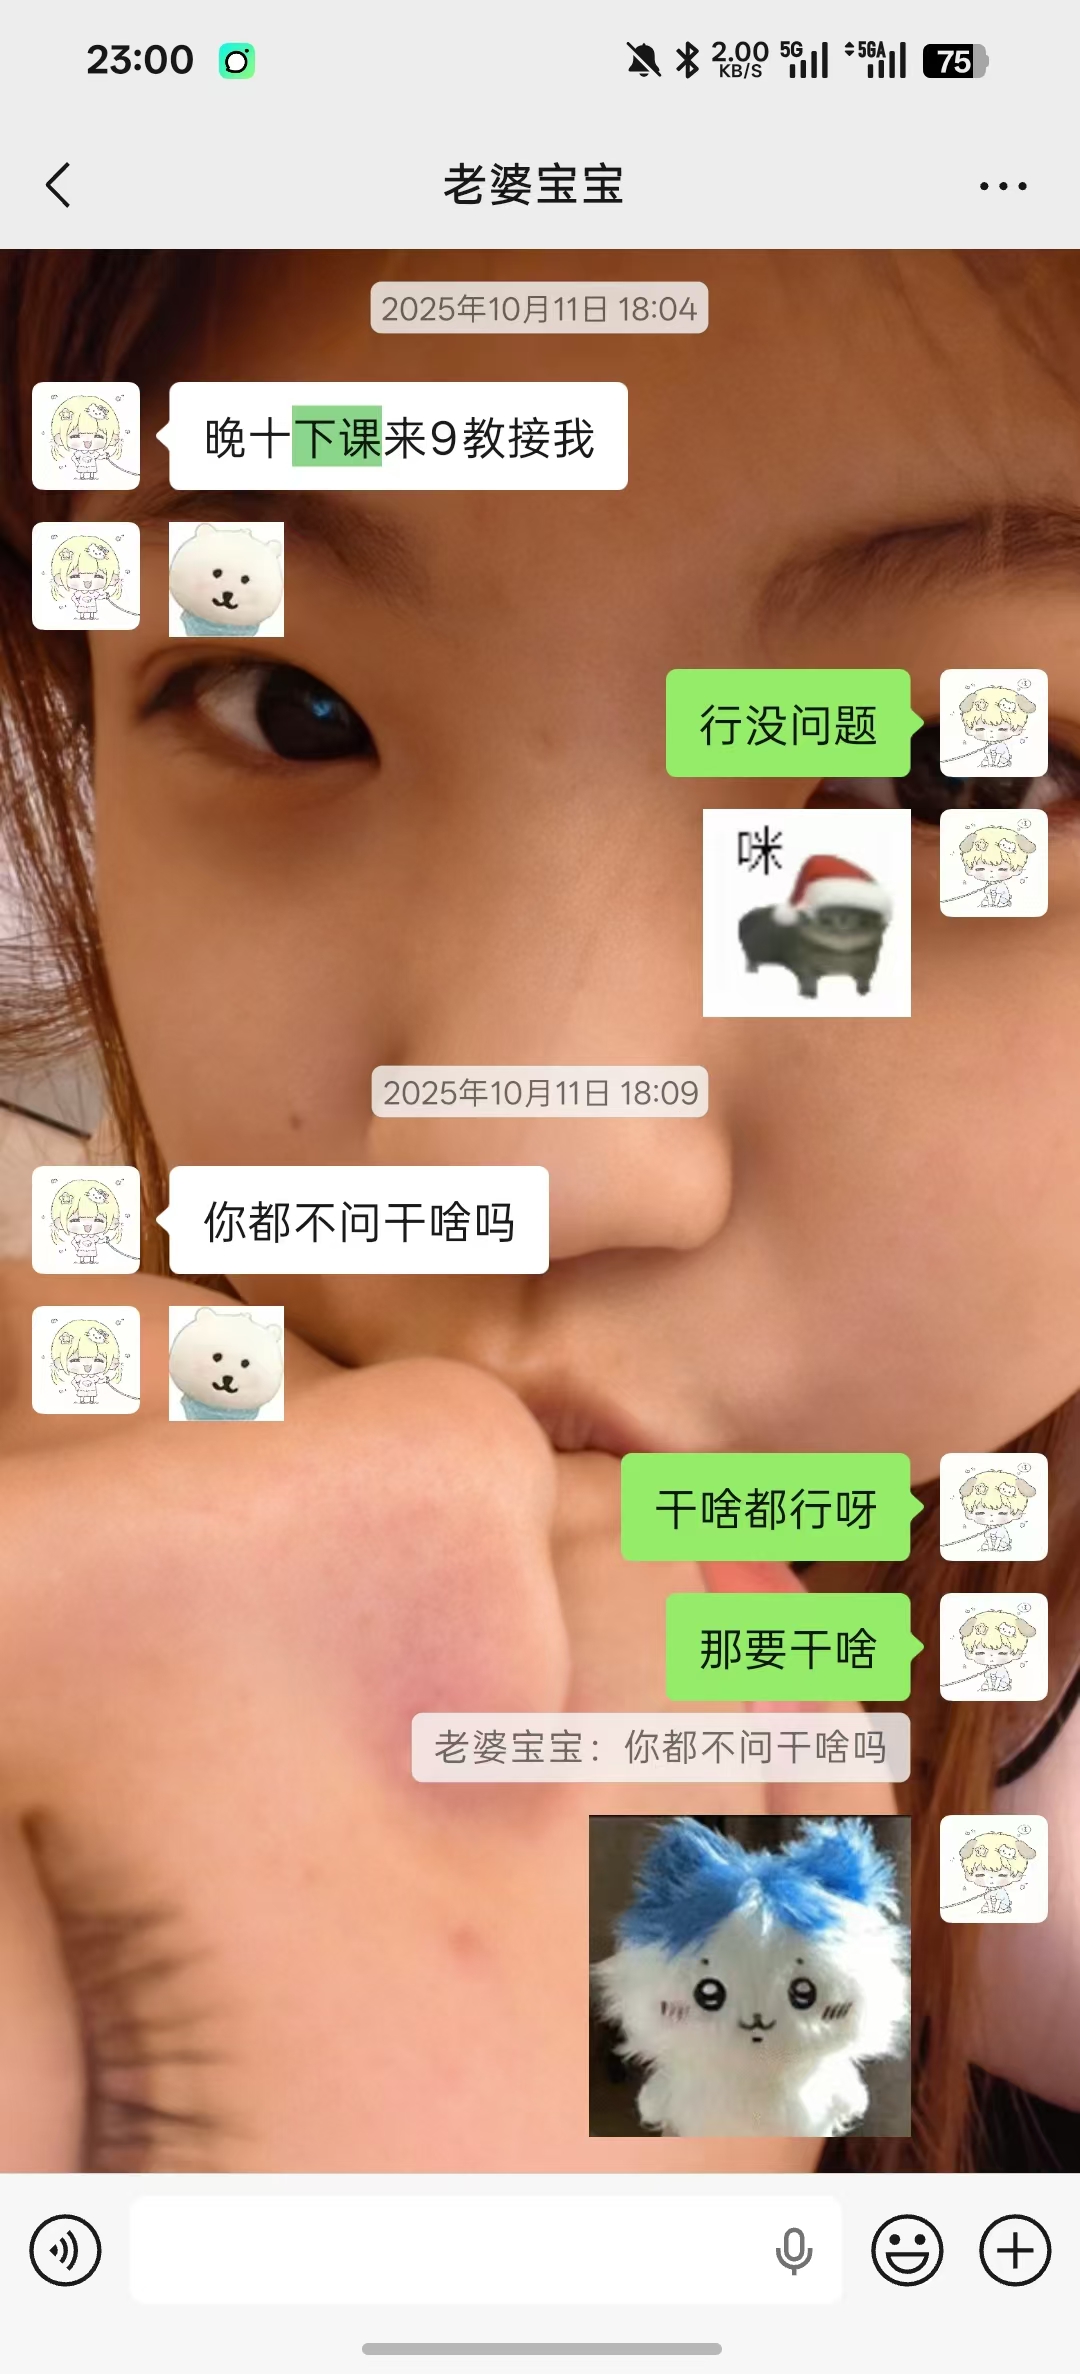 23:00
2.00 KB/S 5G 5GA 75
老婆宝宝
2025年10月11日 18:04
晚十下课来9教接我
行没问题
咪
2025年10月11日 18:09
你都不问干啥吗
干啥都行呀
那要干啥
老婆宝宝：你都不问干啥吗